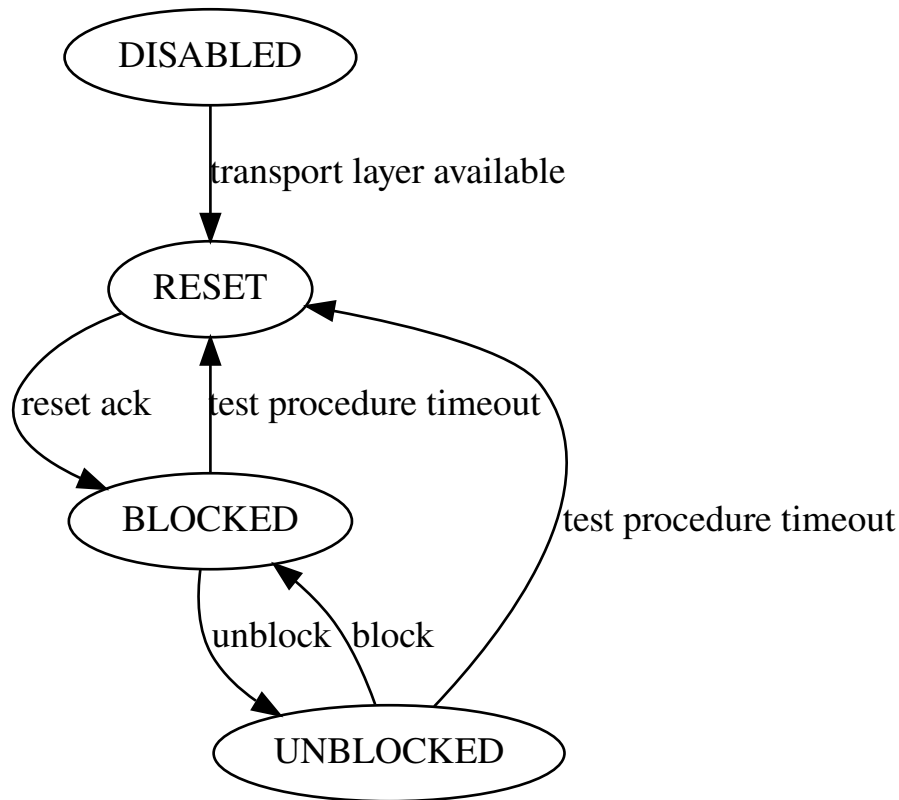 DISABLED
transport layer available
RESET
reset ack
test procedure timeout
BLOCKED
test procedure timeout
unblock
block
UNBLOCKED